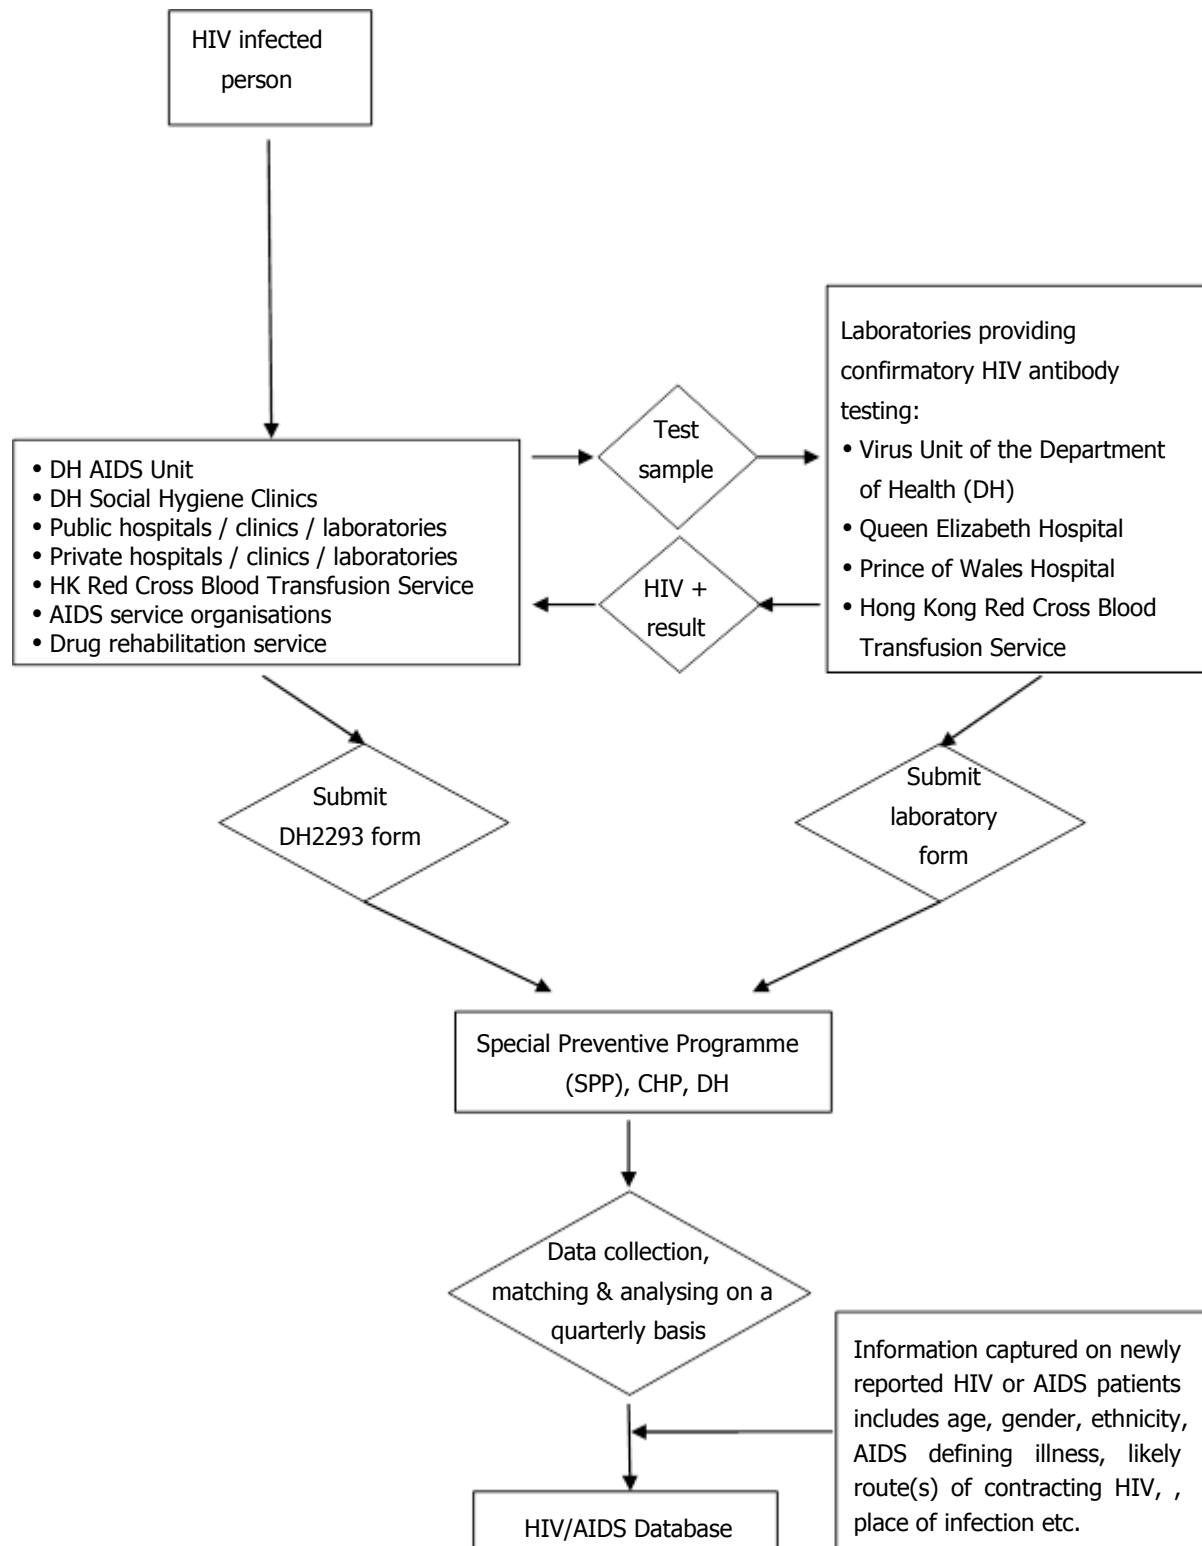 HIV infected
person
Test
sample
HIV +
result
• DH AIDS Unit
• DH Social Hygiene Clinics
• Public hospitals / clinics / laboratories
• Private hospitals / clinics / laboratories
• HK Red Cross Blood Transfusion Service
• AIDS service organisations
• Drug rehabilitation service
Laboratories providing
confirmatory HIV antibody
testing:
• Virus Unit of the Department
of Health (DH)
• Queen Elizabeth Hospital
• Prince of Wales Hospital
• Hong Kong Red Cross Blood
Transfusion Service
Submit
DH2293 form
Submit
laboratory
form
Special Preventive Programme
(SPP), CHP, DH
Data collection,
matching & analysing on a
quarterly basis
Information captured on newly
reported HIV or AIDS patients
includes age, gender, ethnicity,
AIDS defining illness, likely
route(s) of contracting HIV, ,
place of infection etc.
HIV/AIDS Database